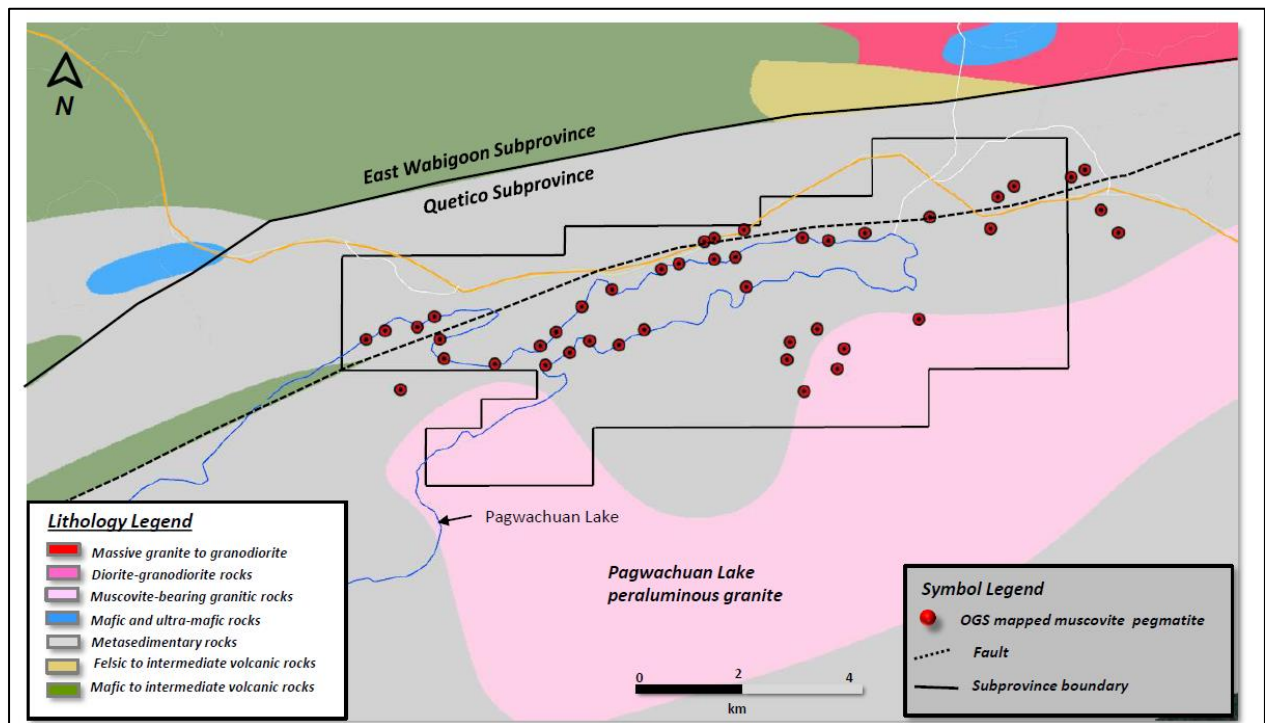 N
East Wabigoon Subprovince
Quetico Subprovince
Pagwachuan Lake
Pagwachuan Lake
peraluminous granite
Lithology Legend
Massive granite to granodiorite
Diorite-granodiorite rocks
Muscovite-bearing granitic rocks
Mafic and ultra-mafic rocks
Metasedimentary rocks
Felsic to intermediate volcanic rocks
Mafic to intermediate volcanic rocks
0 2 4
km
Symbol Legend
OGS mapped muscovite pegmatite
Fault
Subprovince boundary